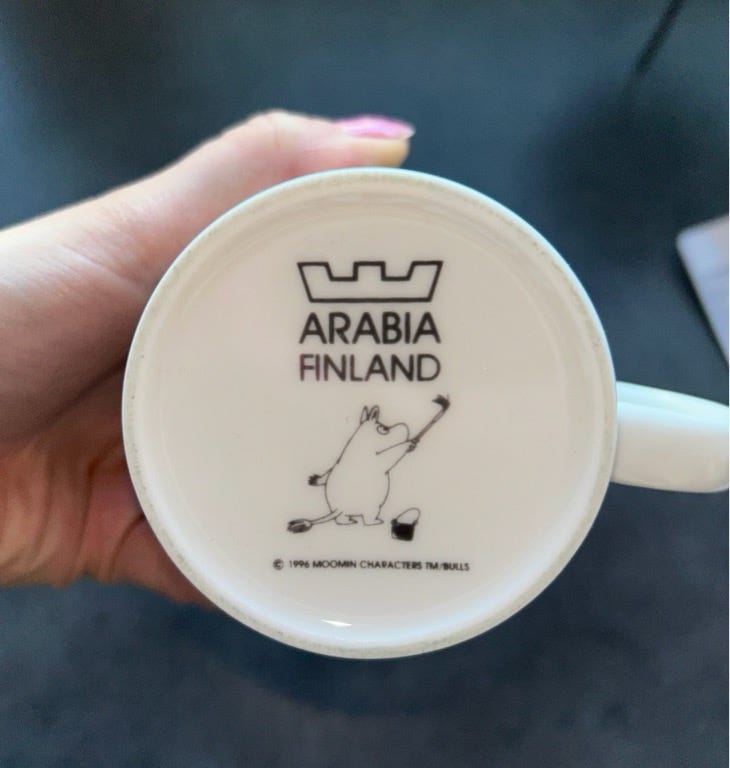 ARABIA
FINLAND
© 1996 MOOMIN CHARACTERS TM/BULLS